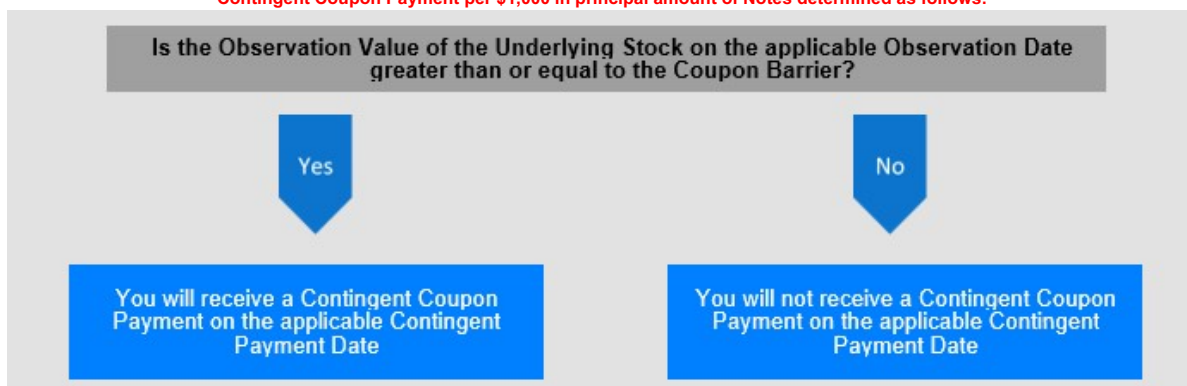 Contingent Coupon Payment per $1,000 in principal amount of Notes determined as follows:
Is the Observation Value of the Underlying Stock on the applicable Observation Date
greater than or equal to the Coupon Barrier?
Yes
No
You will receive a Contingent Coupon
Payment on the applicable Contingent
Payment Date
You will not receive a Contingent Coupon
Payment on the applicable Contingent
Payment Date